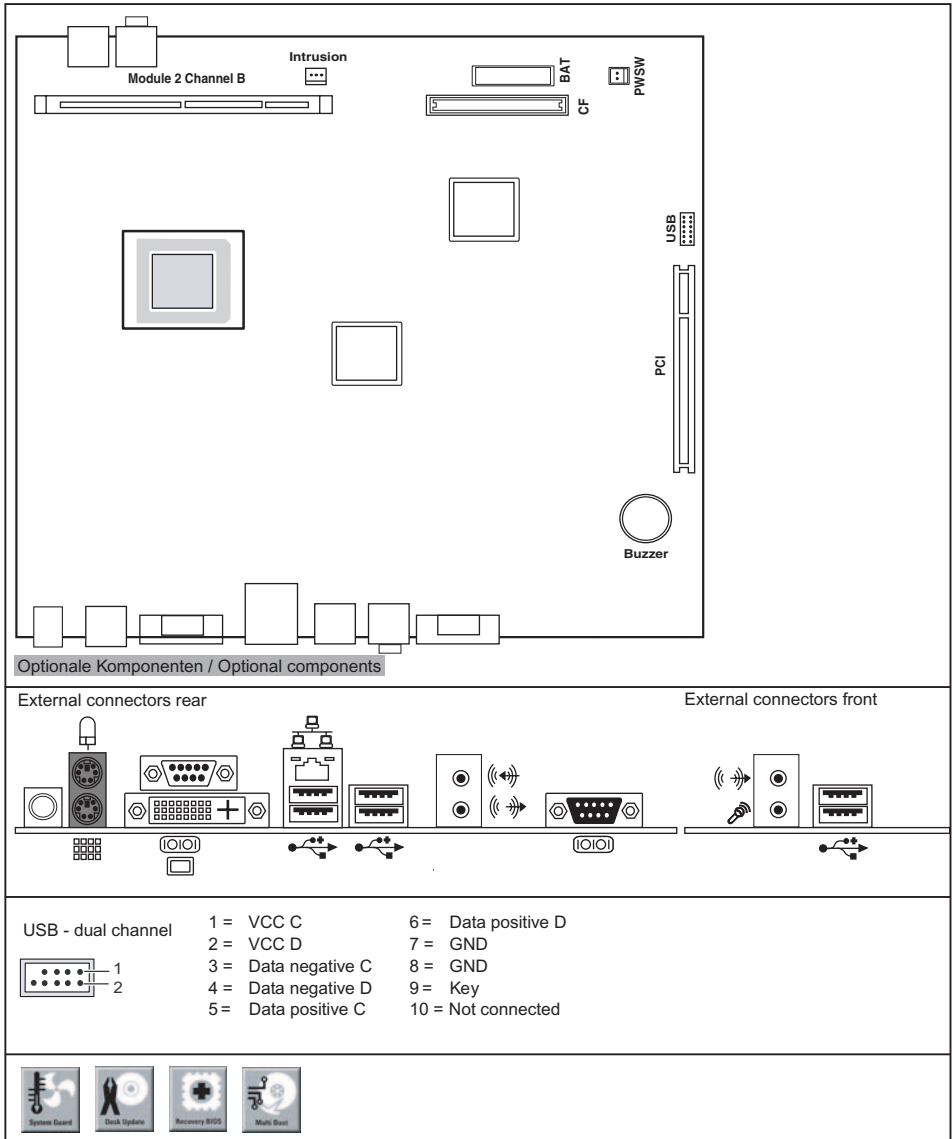 Intrusion
Module 2 Channel B
BAT
PWSW
CF
USB
PCI
Buzzer
Optionale Komponenten / Optional components
External connectors rear
External connectors front
USB - dual channel
1
2
1 = VCC C
2 = VCC D
3 = Data negative C
4 = Data negative D
5 = Data positive C
6 = Data positive D
7 = GND
8 = GND
9 = Key
10 = Not connected
System Guard
Desk Update
Recovery BIOS
Multi Boot